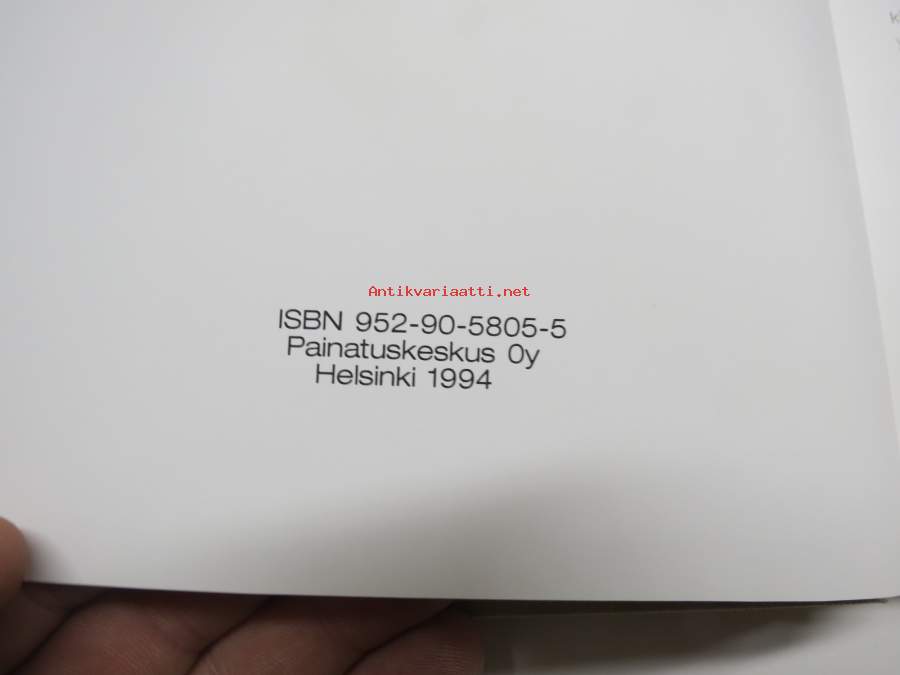 Antikvariaatti.net
ISBN 952-90-5805-5
Painatuskeskus Oy
Helsinki 1994